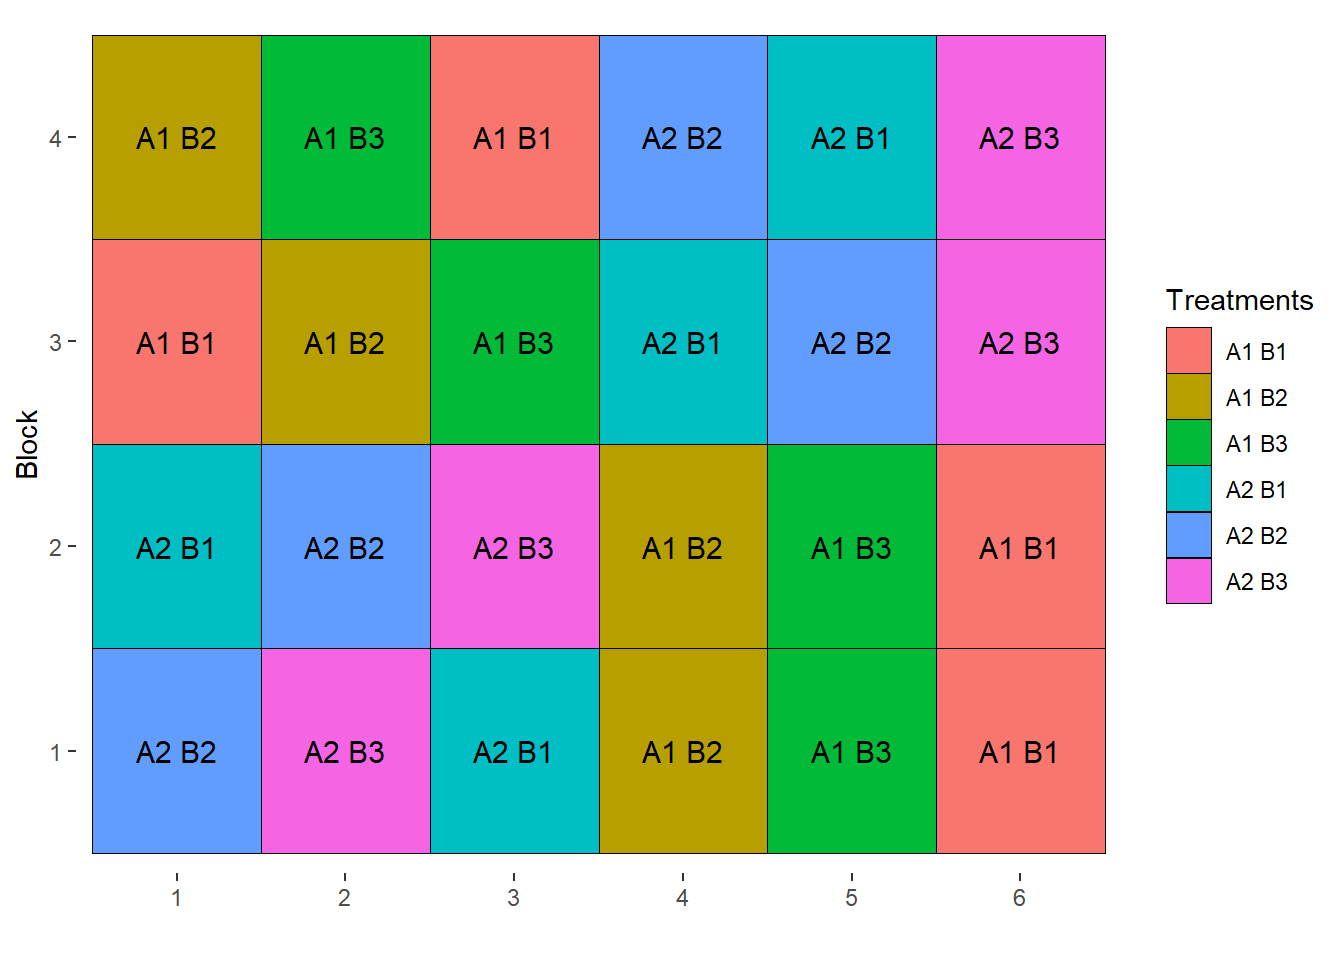 4
A1 B2 A1 B3 A1 B1 A2 B2 A2 B1 A2 B3
3
A1 B1 A1 B2 A1 B3 A2 B1 A2 B2 A2 B3
Block
2
A2 B1 A2 B2 A2 B3 A1 B2 A1 B3 A1 B1
1
A2 B2 A2 B3 A2 B1 A1 B2 A1 B3 A1 B1
1 2 3 4 5 6
Treatments
A1 B1
A1 B2
A1 B3
A2 B1
A2 B2
A2 B3